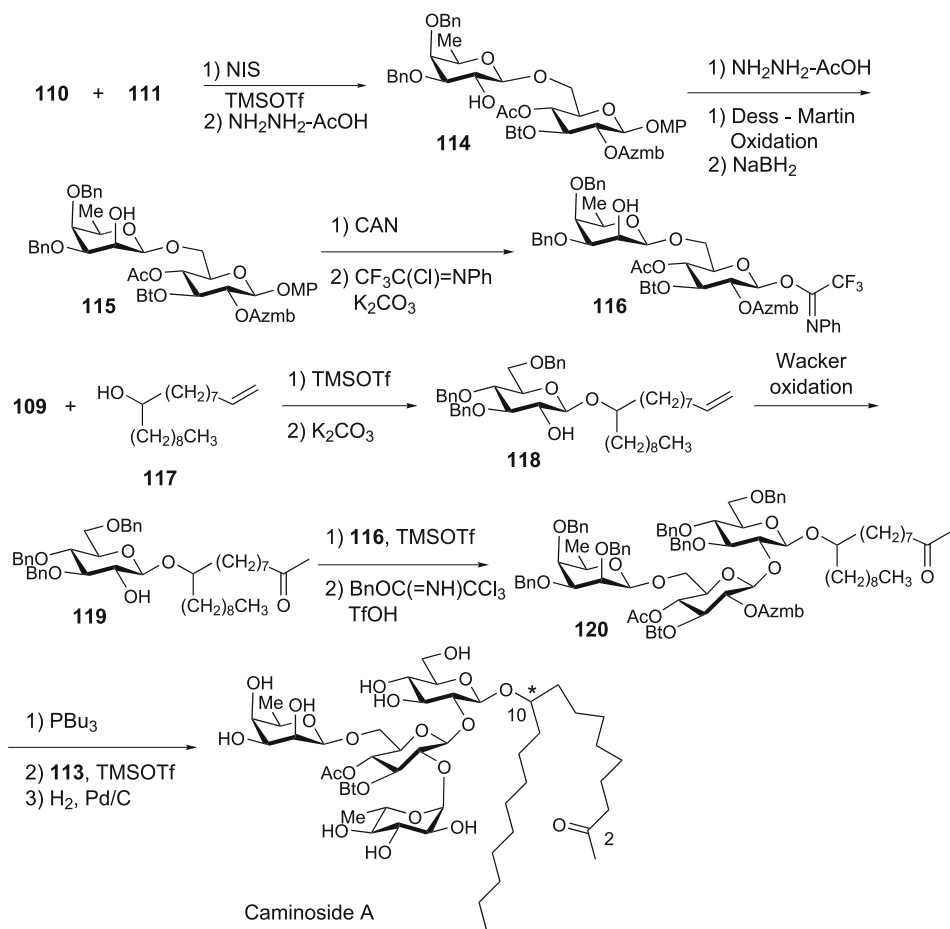 110 + 111
1) NIS
TMSOTf
2) NH2NH2-AcOH
OBn
Me
BnO
O
O
HO
AcO
O
BtO
OMP
OAzmb
114
1) NH2NH2-AcOH
1) Dess - Martin
Oxidation
2) NaBH2
OBn
Me OH
BnO
O
O
AcO
O
BtO
OMP
OAzmb
115
1) CAN
2) CF3C(Cl)=NPh
K2CO3
OBn
Me OH
BnO
O
O
AcO
O
BtO
O CF3
OAzmb
NPh
116
109 +
HO
( )7
(CH2)8CH3
117
1) TMSOTf
2) K2CO3
OBn
BnO
BnO
O
O
OH
( )7
(CH2)8CH3
118
Wacker
oxidation
OBn
BnO
BnO
O
O
OH
( )7
(CH2)8CH3
O
119
1) 116, TMSOTf
2) BnOC(=NH)CCl3
TfOH
OBn
BnO
BnO
O
O
( )7
(CH2)8CH3
O
OBn
Me OBn
BnO
O
O
O
O
AcO
BtO
OAzmb
120
1) PBu3
2) 113, TMSOTf
3) H2, Pd/C
OH
HO
HO
O
O
*
10
OH
Me OH
HO
O
O
O
O
AcO
BtO
O
Me
O
HO
HO
OH
O
2
Caminoside A